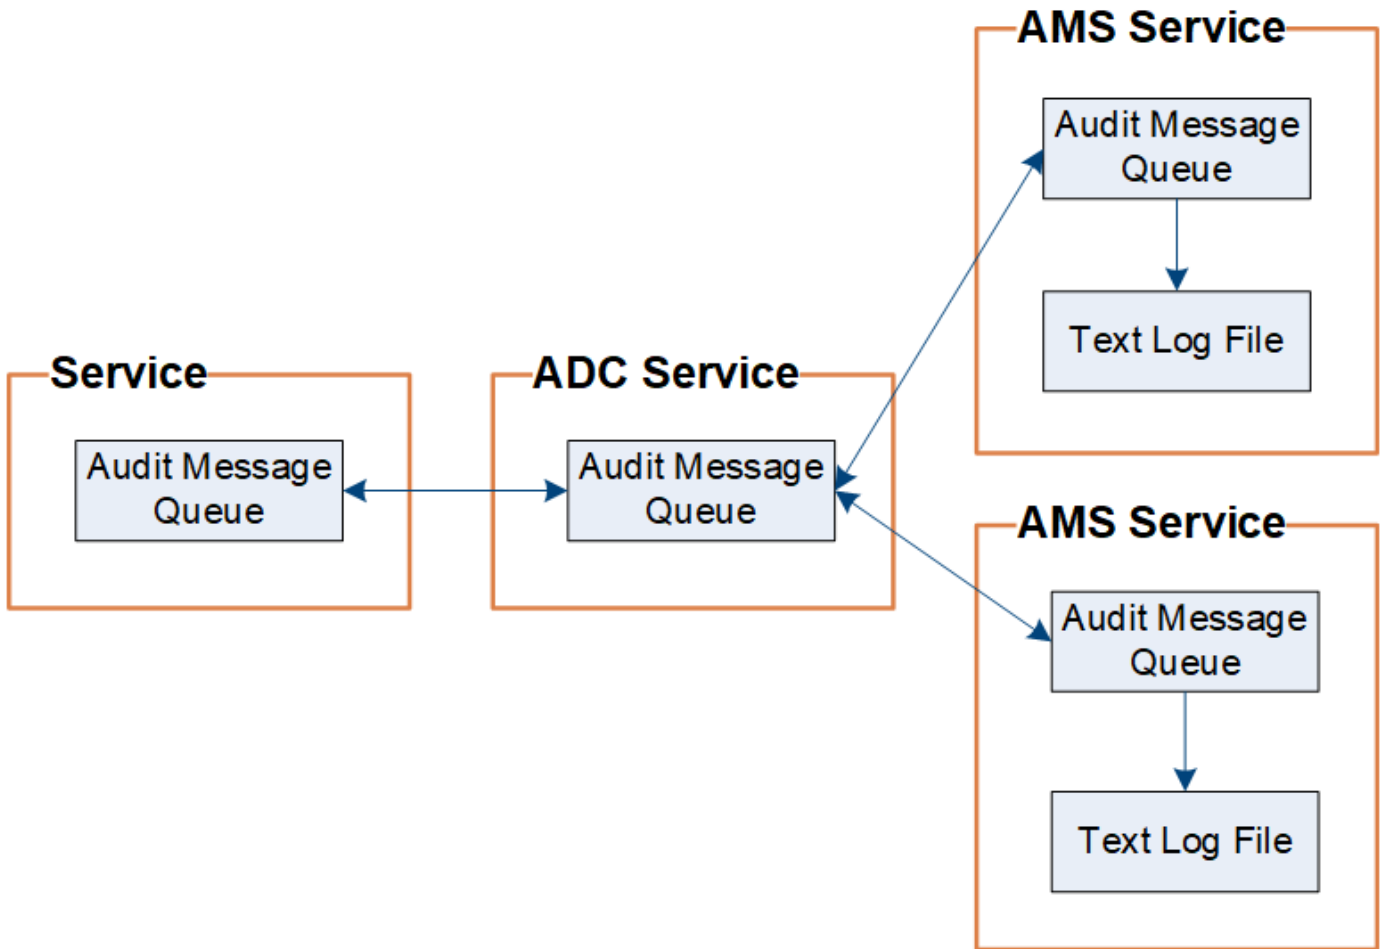 AMS Service
Audit Message
Queue
Text Log File
Service
Audit Message
Queue
ADC Service
Audit Message
Queue
AMS Service
Audit Message
Queue
Text Log File